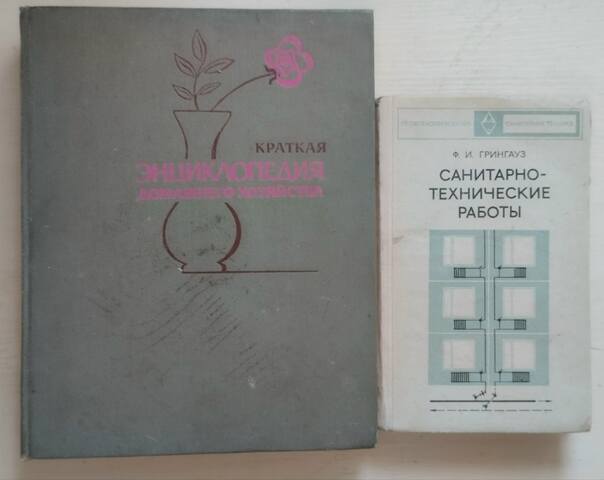 КРАТКАЯ
ЭНЦИКЛОПЕДИЯ
ДОМАШНЕГО ХОЗЯЙСТВА
Ф. И. ГРИНГАУЗ
САНИТАРНО-
ТЕХНИЧЕСКИЕ
РАБОТЫ